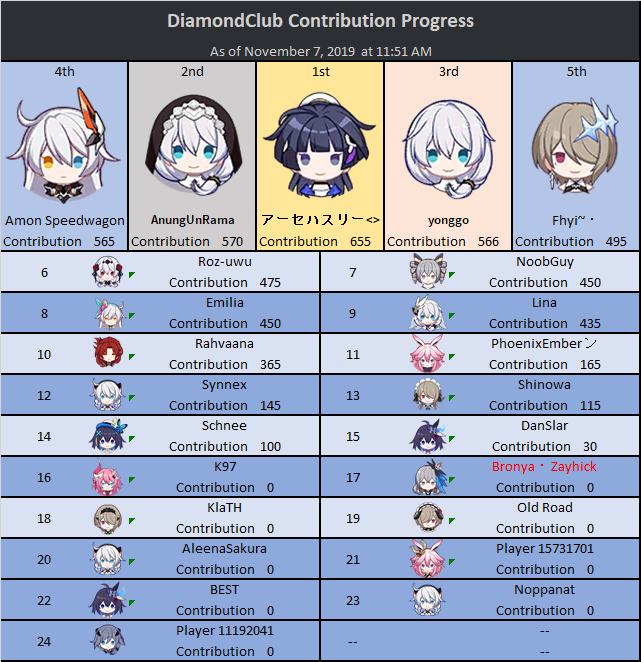 DiamondClub Contribution Progress
As of November 7, 2019 at 11:51 AM
4th
2nd
1st
3rd
5th
Amon Speedwagon
AnungUnRama
アーセハスリー<>
yonggo
Fhyi~・
Contribution 565
Contribution 570
Contribution 655
Contribution 566
Contribution 495
6
Roz-uwu
Contribution 475
7
NoobGuy
Contribution 450
8
Emilia
Contribution 450
9
Lina
Contribution 435
10
Rahvaana
Contribution 365
11
PhoenixEmberン
Contribution 165
12
Synnex
Contribution 145
13
Shinowa
Contribution 115
14
Schnee
Contribution 100
15
DanSlar
Contribution 30
16
K97
Contribution 0
17
Bronya・Zayhick
Contribution 0
18
KlaTH
Contribution 0
19
Old Road
Contribution 0
20
AleenaSakura
Contribution 0
21
Player 15731701
Contribution 0
22
BEST
Contribution 0
23
Noppanat
Contribution 0
24
Player 11192041
Contribution 0
--
--
--